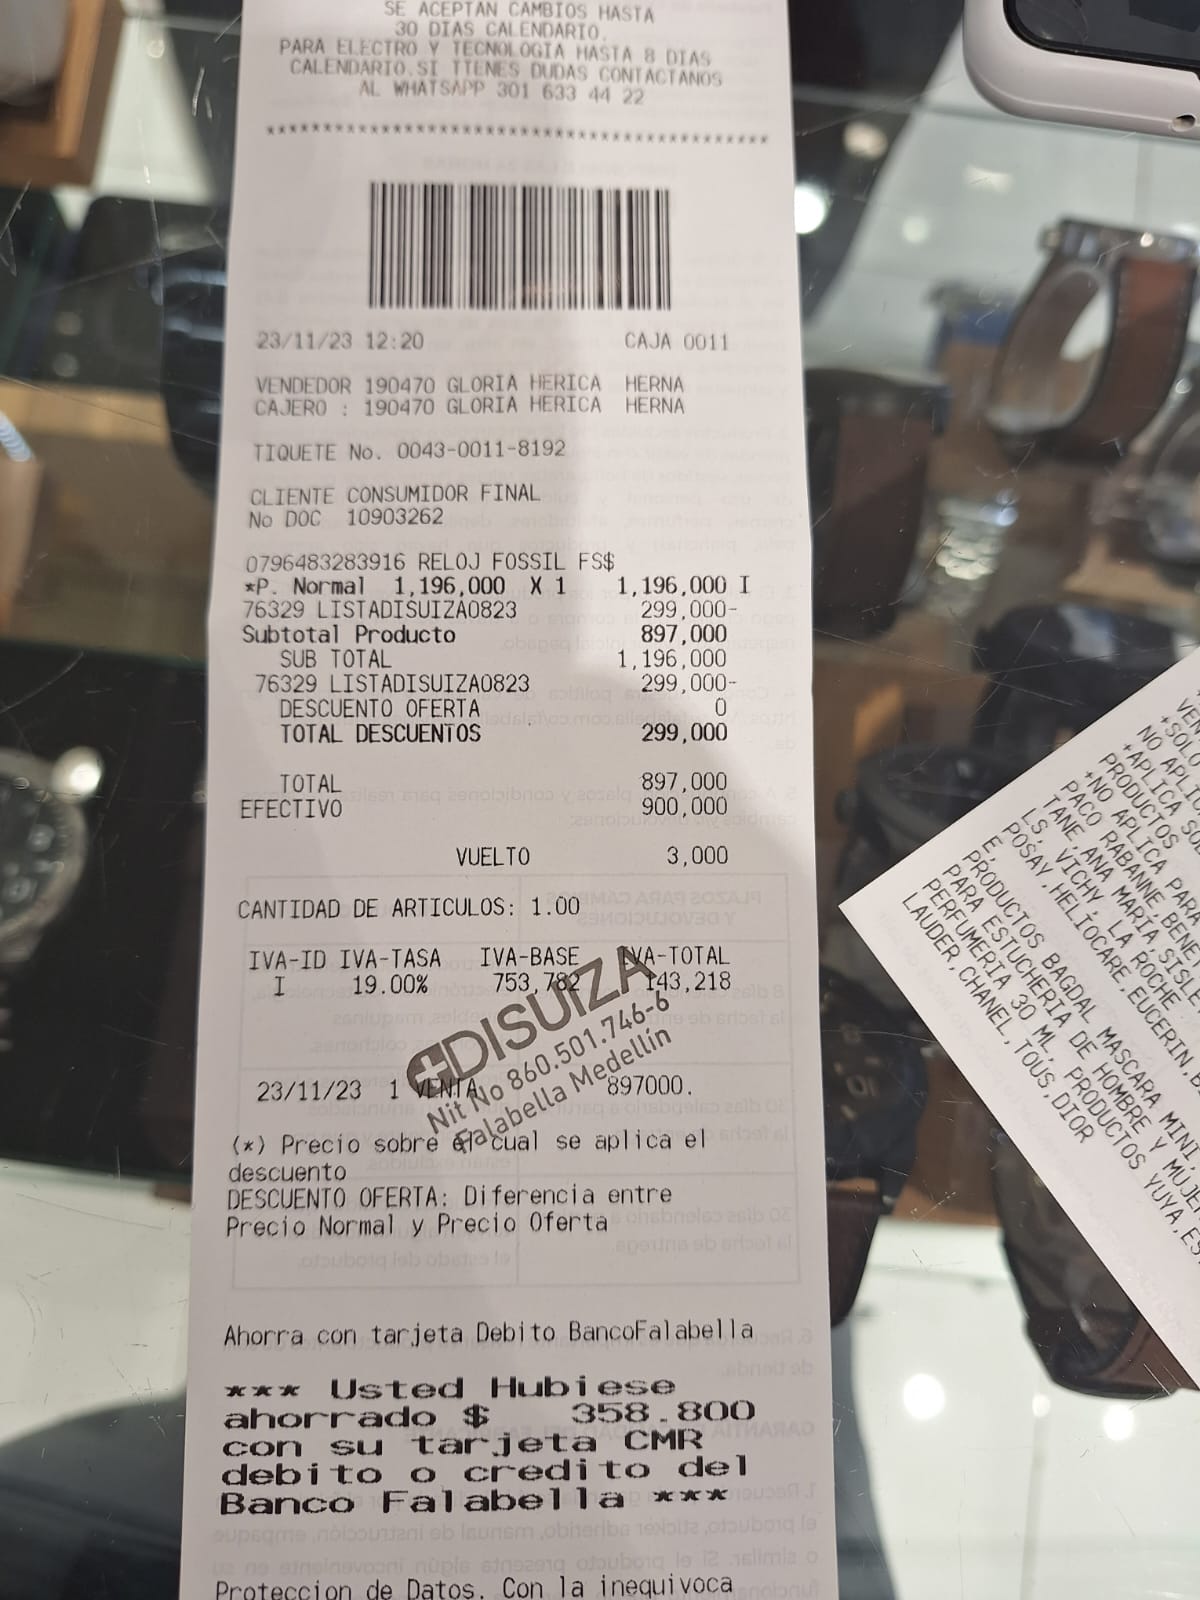 SE ACEPTAN CAMBIOS HASTA
30 DIAS CALENDARIO.
PARA ELECTRO Y TECNOLOGIA HASTA 8 DIAS
CALENDARIO.SI TTENES DUDAS CONTACTANOS
AL WHATSAPP 301 633 44 22
23/11/23 12:20 CAJA 0011
VENDEDOR 190470 GLORIA HERICA HERNA
CAJERO : 190470 GLORIA HERICA HERNA
TIQUETE No. 0043-0011-8192
CLIENTE CONSUMIDOR FINAL
No DOC 10903262
0796483283916 RELOJ FOSSIL FS$
*P. Normal 1,196,000 X 1 1,196,000 I
76329 LISTADISUIZA0823 299,000-
Subtotal Producto 897,000
SUB TOTAL 1,196,000
76329 LISTADISUIZA0823 299,000-
DESCUENTO OFERTA 0
TOTAL DESCUENTOS 299,000
TOTAL 897,000
EFECTIVO 900,000
VUELTO 3,000
CANTIDAD DE ARTICULOS: 1.00
IVA-ID IVA-TASA IVA-BASE IVA-TOTAL
I 19.00% 753,782 143,218
DISUIZA
Nit No 860.501.746-6
Falabella Medellín
23/11/23 1 VENTA 897000.
(*) Precio sobre el cual se aplica el
descuento
DESCUENTO OFERTA: Diferencia entre
Precio Normal y Precio Oferta
Ahorra con tarjeta Debito BancoFalabella
*** Usted Hubiese
ahorrado $ 358.800
con su tarjeta CMR
debito o credito del
Banco Falabella ***
Proteccion de Datos. Con la inequivoca
+SOLO
NO APLICA
+APLICA
PRODUCTOS
+NO APLICA PARA
PACO RABANNE,
TANE,ANA MARIA,
LS, VICHY, LA ROCHE
POSAY,HELIOCARE,EUCERIN,
E,PRODUCTOS BAGDAL MASCARA MINI,
PARA ESTUCHERIA DE HOMBRE Y
PERFUMERIA 30 ML, PRODUCTOS YUYA,
LAUDER,CHANEL,TOUS,DIOR